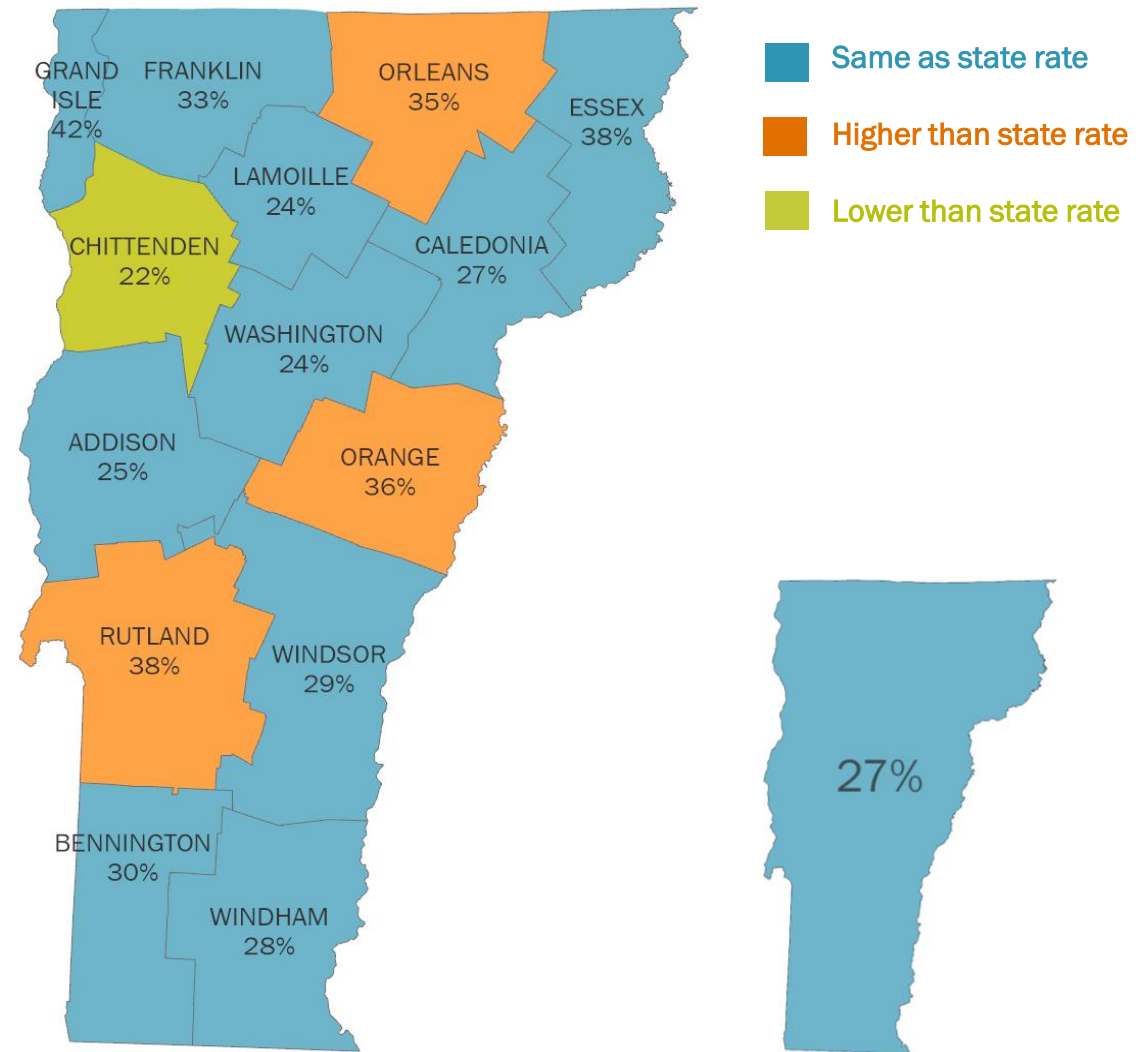 GRAND
ISLE
42%
FRANKLIN
33%
ORLEANS
35%
ESSEX
38%
LAMOILLE
24%
CHITTENDEN
22%
CALEDONIA
27%
WASHINGTON
24%
ADDISON
25%
ORANGE
36%
RUTLAND
38%
WINDSOR
29%
BENNINGTON
30%
WINDHAM
28%
Same as state rate
Higher than state rate
Lower than state rate
27%